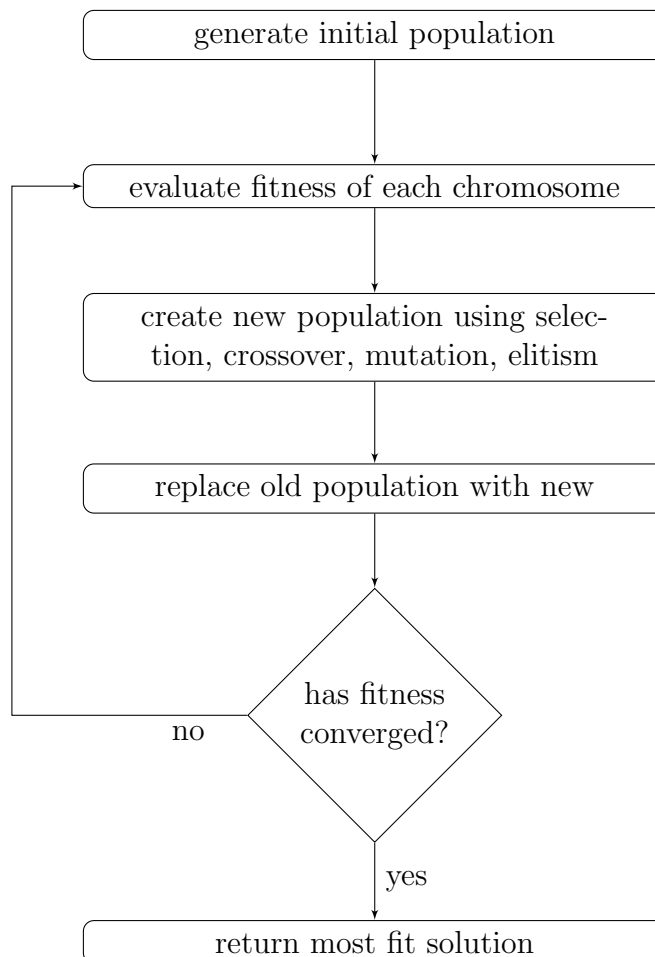 generate initial population
evaluate fitness of each chromosome
create new population using selec-
tion, crossover, mutation, elitism
replace old population with new
has fitness
converged?
no
yes
return most fit solution